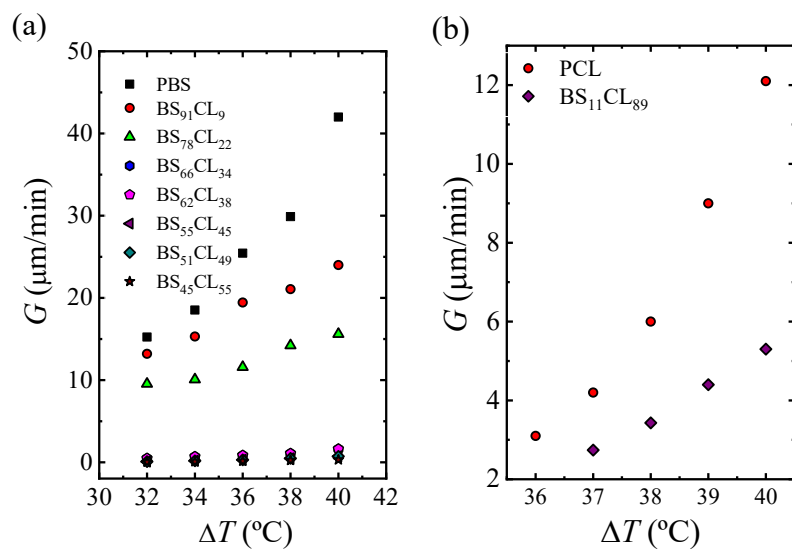 (a)
50
40
30
20
10
0
30 32 34 36 38 40 42
G (μm/min)
ΔT (ºC)
PBS
BS₉₁CL₉
BS₇₈CL₂₂
BS₆₆CL₃₄
BS₆₂CL₃₈
BS₅₅CL₄₅
BS₅₁CL₄₉
BS₄₅CL₅₅
(b)
12
10
8
6
4
2
36 37 38 39 40
G (μm/min)
ΔT (ºC)
PCL
BS₁₁CL₈₉